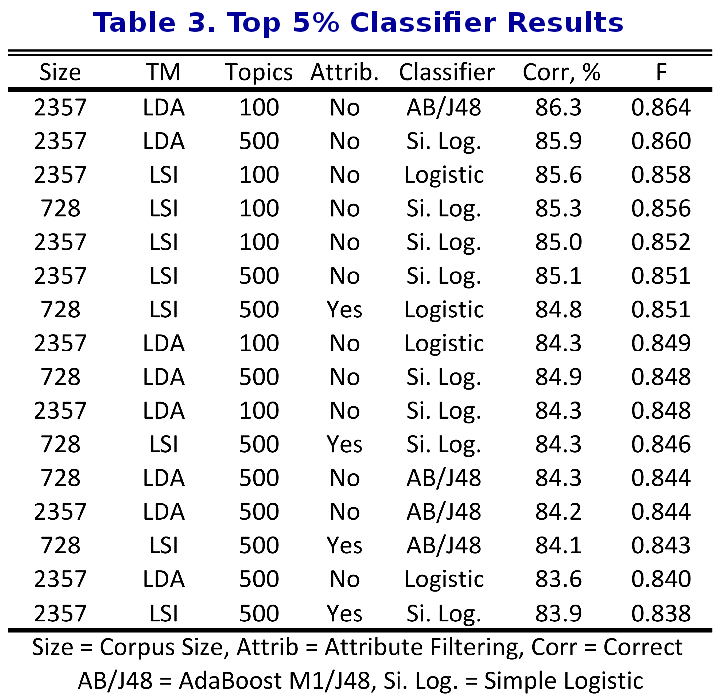 Table 3. Top 5% Classifier Results
Size TM Topics Attrib. Classifier Corr, % F
2357 LDA 100 No AB/J48 86.3 0.864
2357 LDA 500 No Si. Log. 85.9 0.860
2357 LSI 100 No Logistic 85.6 0.858
728 LSI 100 No Si. Log. 85.3 0.856
2357 LSI 100 No Si. Log. 85.0 0.852
2357 LSI 500 No Si. Log. 85.1 0.851
728 LSI 500 Yes Logistic 84.8 0.851
2357 LDA 100 No Logistic 84.3 0.849
728 LDA 500 No Si. Log. 84.9 0.848
2357 LDA 100 No Si. Log. 84.3 0.848
728 LSI 500 Yes Si. Log. 84.3 0.846
728 LDA 500 No AB/J48 84.3 0.844
2357 LDA 500 No AB/J48 84.2 0.844
728 LSI 500 Yes AB/J48 84.1 0.843
2357 LDA 500 No Logistic 83.6 0.840
2357 LSI 500 Yes Si. Log. 83.9 0.838
Size = Corpus Size, Attrib = Attribute Filtering, Corr = Correct
AB/J48 = AdaBoost M1/J48, Si. Log. = Simple Logistic